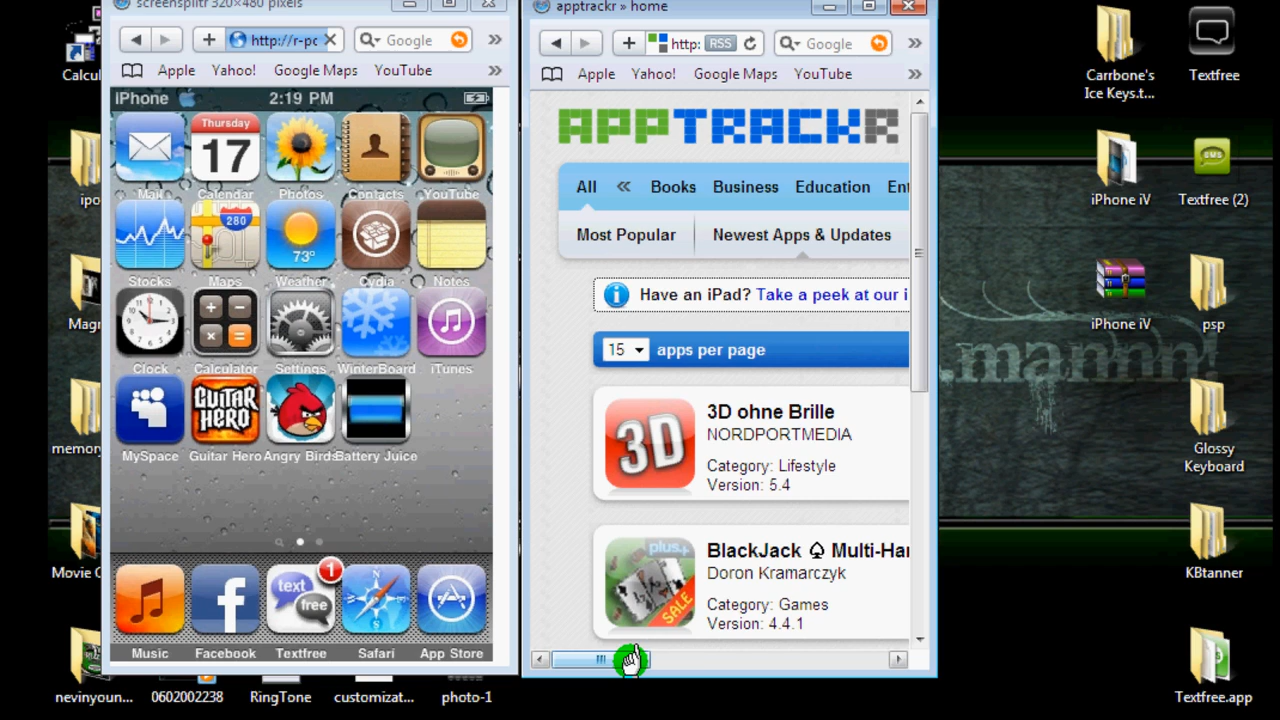 screensplitr 320×480 pixels
http://r-pc
Google
Apple
Yahoo!
Google Maps
YouTube
iPhone
2:19 PM
Thursday
17
280
73°
Mail
Calendar
Photos
Contacts
YouTube
Stocks
Maps
Weather
Cydia
Notes
Clock
Calculator
Settings
WinterBoard
iTunes
GUITAR HERO
MySpace
Guitar Hero
Angry Birds
Battery Juice
text
free
1
Music
Facebook
Textfree
Safari
App Store
apptrackr » home
http:
RSS
Google
Apple
Yahoo!
Google Maps
YouTube
APPTRACKR
All « Books Business Education Ent
Most Popular
Newest Apps & Updates
Have an iPad? Take a peek at our i
15 apps per page
3D
3D ohne Brille
NORDPORTMEDIA
Category: Lifestyle
Version: 5.4
plus+
SALE
BlackJack ♤ Multi-Har
Doron Kramarczyk
Category: Games
Version: 4.4.1
Calcul
ipo
Magn
memory
Movie C
nevinyoun...
0602002238
RingTone
customizat...
photo-1
Carrbone's
Ice Keys.t...
Textfree
iPhone iV
SMS
Textfree (2)
iPhone iV
psp
.mannn!
Glossy
Keyboard
KBtanner
Textfree.app